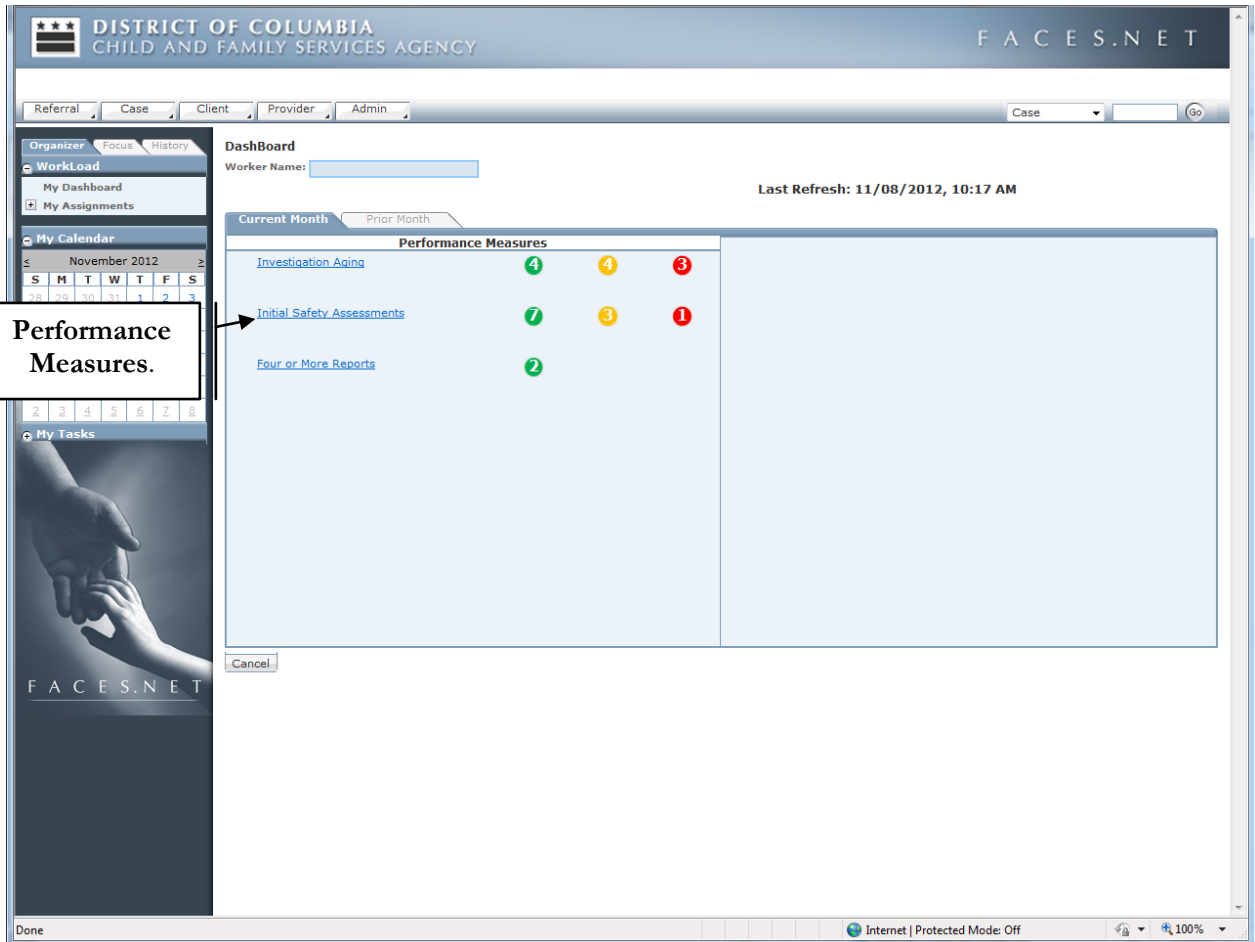 DISTRICT OF COLUMBIA
CHILD AND FAMILY SERVICES AGENCY
FACES.NET
Referral Case Client Provider Admin
Case Go
Organizer Focus History
WorkLoad
My Dashboard
My Assignments
My Calendar
< November 2012 >
S M T W T F S
28 29 30 31 1 2 3
2 3 4 5 6 7 8
My Tasks
FACES.NET
Performance
Measures.
DashBoard
Worker Name:
Last Refresh: 11/08/2012, 10:17 AM
Current Month Prior Month
Performance Measures
Investigation Aging 4 4 3
Initial Safety Assessments 7 3 1
Four or More Reports 2
Cancel
Done Internet | Protected Mode: Off 100%